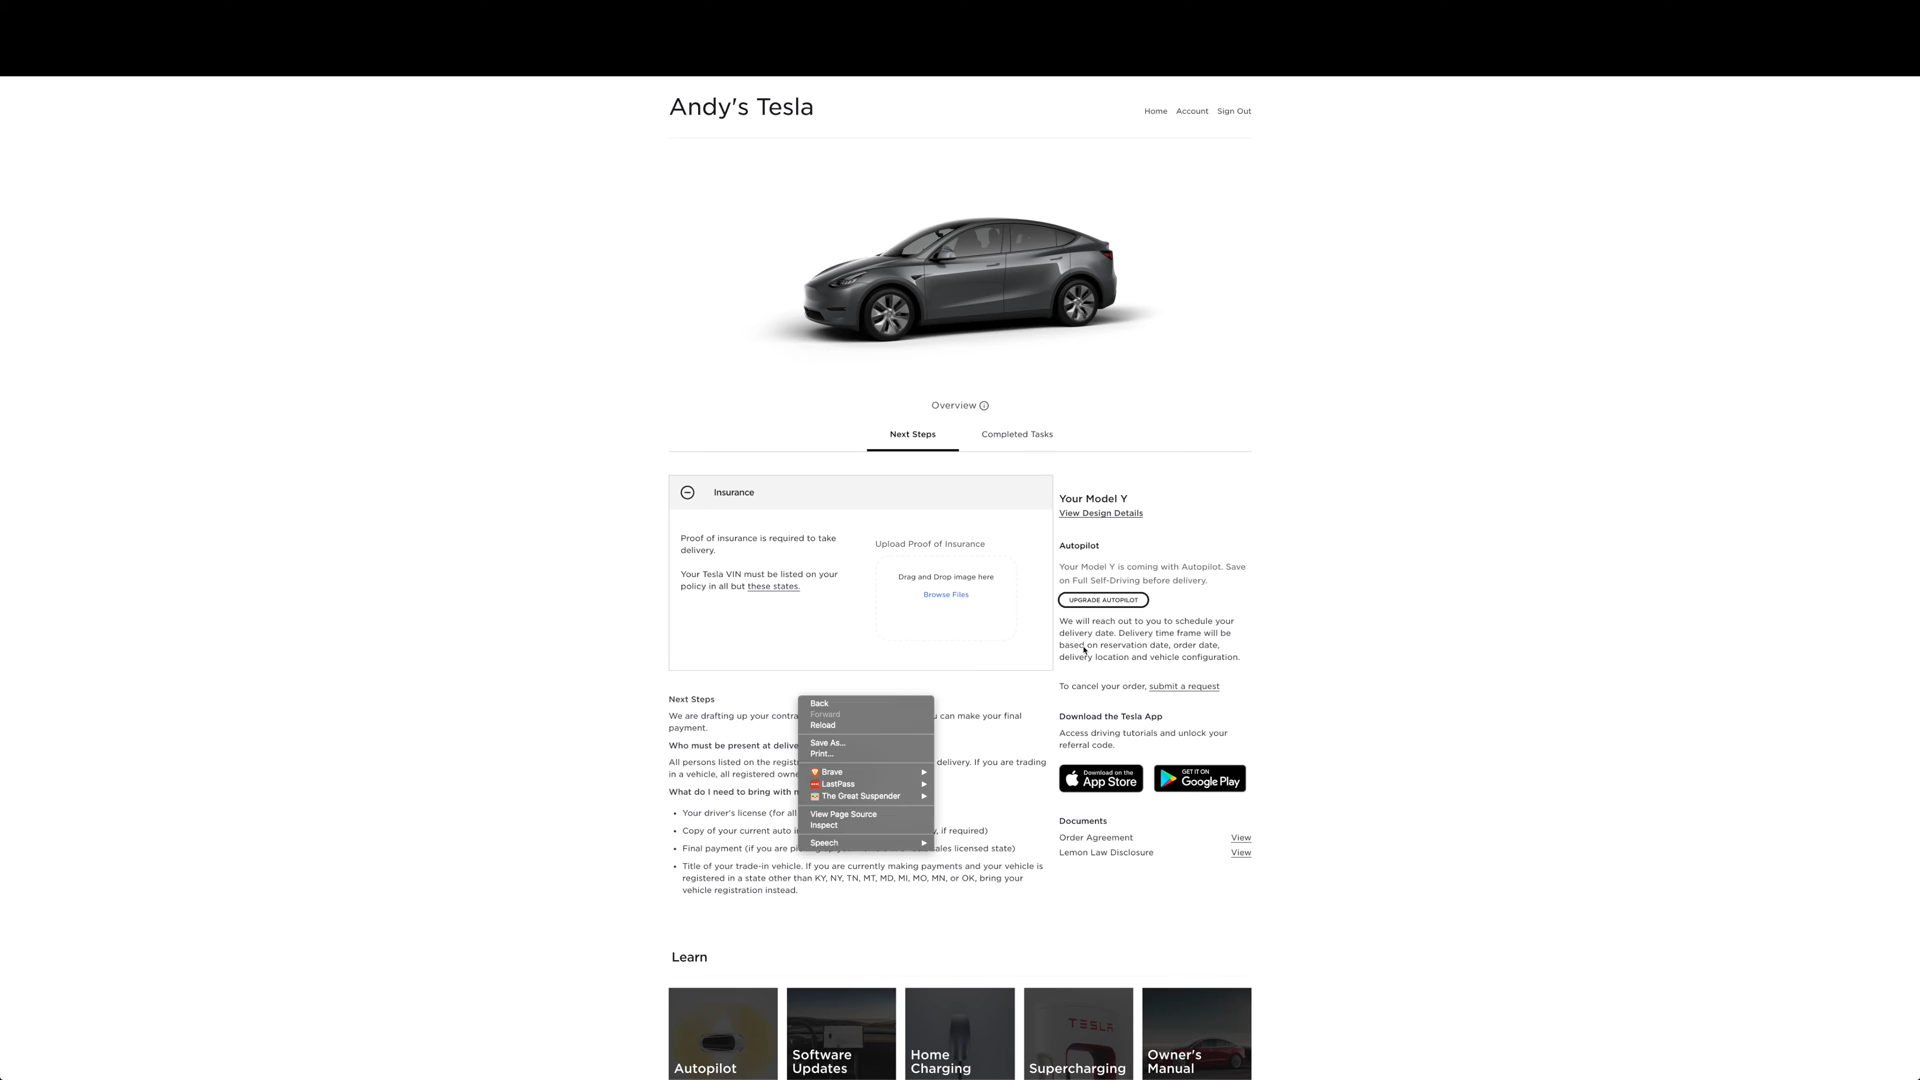 Andy's Tesla
Home Account Sign Out
Overview
Next Steps Completed Tasks
Insurance
Proof of insurance is required to take
delivery.
Your Tesla VIN must be listed on your
policy in all but these states.
Upload Proof of Insurance
Drag and Drop image here
Browse Files
Next Steps
We are drafting up your contra
can make your final
payment.
Who must be present at delive
All persons listed on the regist
delivery. If you are trading
in a vehicle, all registered owne
What do I need to bring with
Your driver's license (for all
Copy of your current auto i
if required)
Final payment (if you are
sales licensed state)
Title of your trade-in vehicle. If you are currently making payments and your vehicle is
registered in a state other than KY, NY, TN, MT, MD, MI, MO, MN, or OK, bring your
vehicle registration instead.
Back
Forward
Reload
Save As...
Print...
Brave
LastPass
The Great Suspender
View Page Source
Inspect
Speech
Your Model Y
View Design Details
Autopilot
Your Model Y is coming with Autopilot. Save
on Full Self-Driving before delivery.
UPGRADE AUTOPILOT
We will reach out to you to schedule your
delivery date. Delivery time frame will be
based on reservation date, order date,
delivery location and vehicle configuration.
To cancel your order, submit a request
Download the Tesla App
Access driving tutorials and unlock your
referral code.
Download on the
App Store
GET IT ON
Google Play
Documents
Order Agreement View
Lemon Law Disclosure View
Learn
Autopilot
Software
Updates
Home
Charging
TESLA
Supercharging
Owner's
Manual